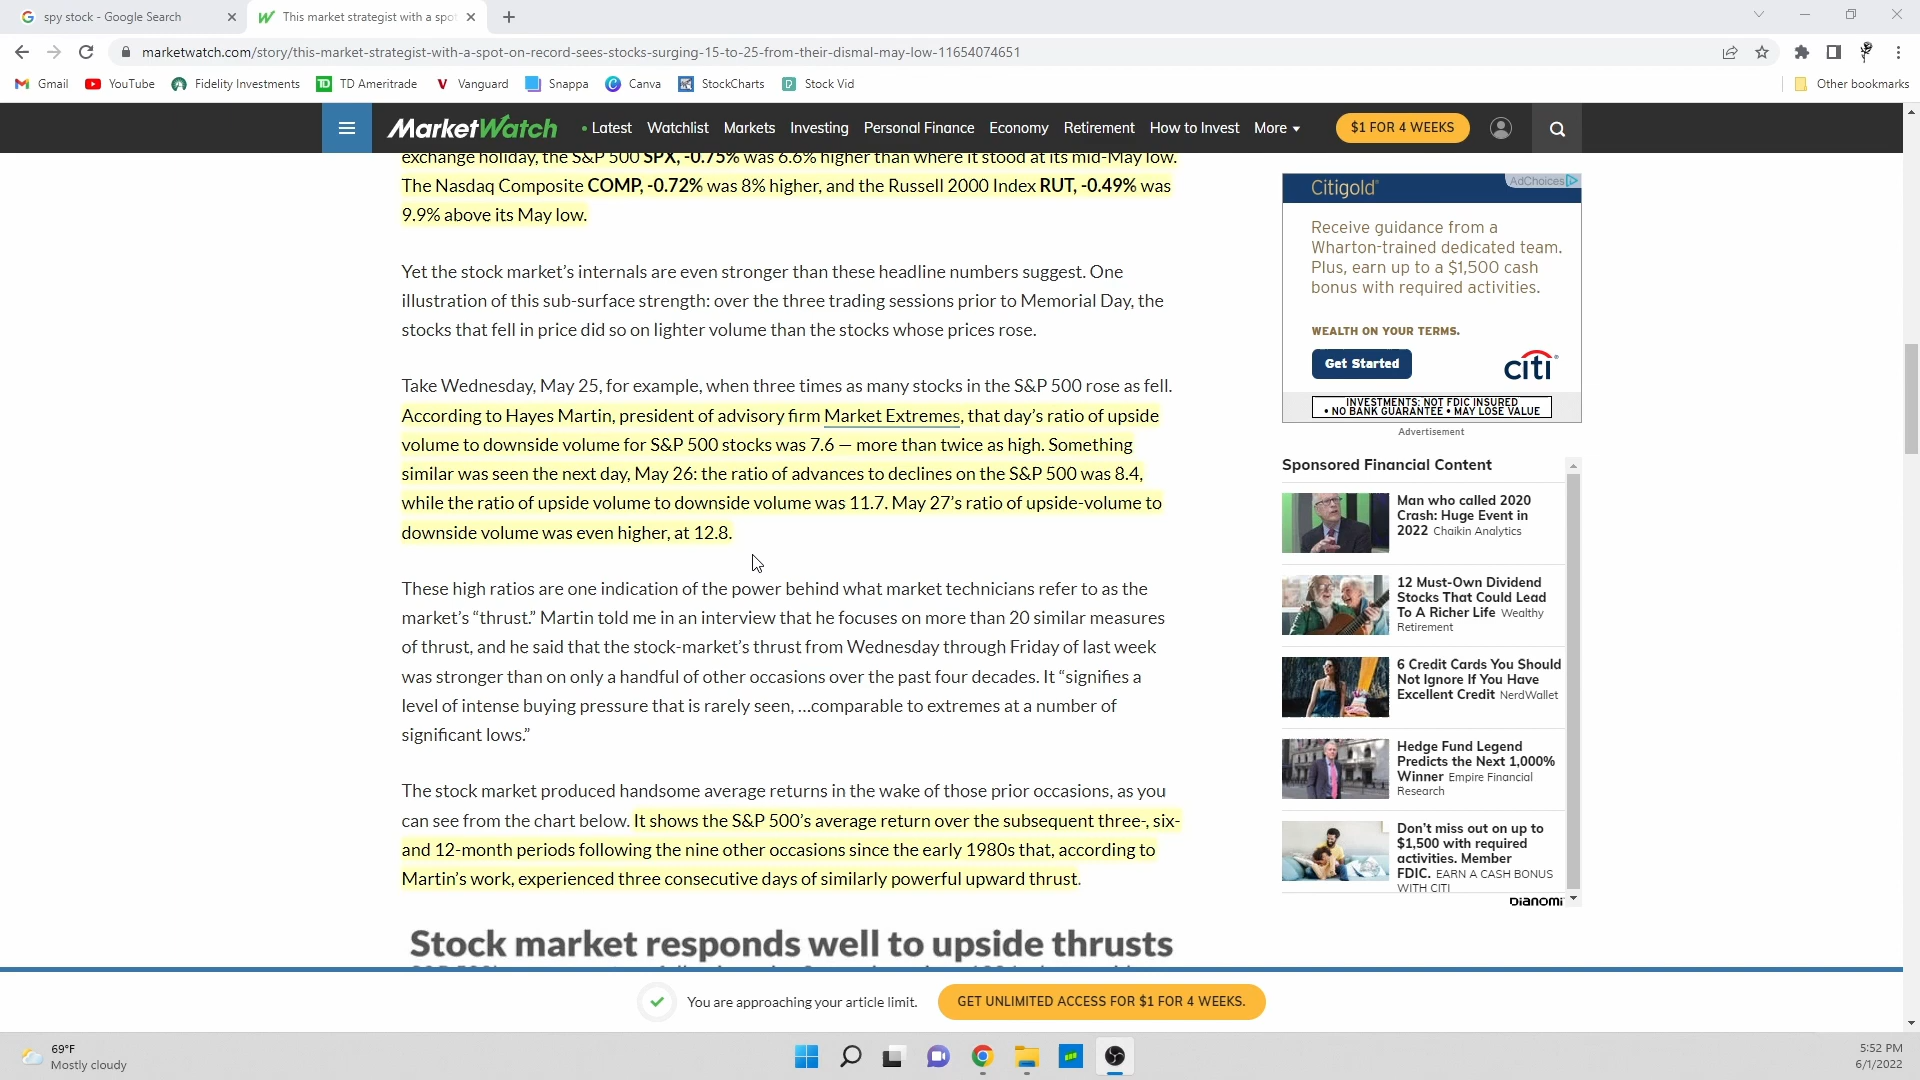 spy stock - Google Search
This market strategist with a spot
marketwatch.com/story/this-market-strategist-with-a-spot-on-record-sees-stocks-surging-15-to-25-from-their-dismal-may-low-11654074651
Gmail
YouTube
Fidelity Investments
TD Ameritrade
Vanguard
Snappa
Canva
StockCharts
Stock Vid
Other bookmarks
MarketWatch
Latest
Watchlist
Markets
Investing
Personal Finance
Economy
Retirement
How to Invest
More
$1 FOR 4 WEEKS
exchange holiday, the S&P 500 SPX, -0.75% was 6.6% higher than where it stood at its mid-May low.
The Nasdaq Composite COMP, -0.72% was 8% higher, and the Russell 2000 Index RUT, -0.49% was
9.9% above its May low.
Yet the stock market’s internals are even stronger than these headline numbers suggest. One
illustration of this sub-surface strength: over the three trading sessions prior to Memorial Day, the
stocks that fell in price did so on lighter volume than the stocks whose prices rose.
Take Wednesday, May 25, for example, when three times as many stocks in the S&P 500 rose as fell.
According to Hayes Martin, president of advisory firm Market Extremes, that day’s ratio of upside
volume to downside volume for S&P 500 stocks was 7.6 — more than twice as high. Something
similar was seen the next day, May 26: the ratio of advances to declines on the S&P 500 was 8.4,
while the ratio of upside volume to downside volume was 11.7. May 27’s ratio of upside-volume to
downside volume was even higher, at 12.8.
These high ratios are one indication of the power behind what market technicians refer to as the
market’s “thrust.” Martin told me in an interview that he focuses on more than 20 similar measures
of thrust, and he said that the stock-market’s thrust from Wednesday through Friday of last week
was stronger than on only a handful of other occasions over the past four decades. It “signifies a
level of intense buying pressure that is rarely seen, …comparable to extremes at a number of
significant lows.”
The stock market produced handsome average returns in the wake of those prior occasions, as you
can see from the chart below. It shows the S&P 500’s average return over the subsequent three-, six-
and 12-month periods following the nine other occasions since the early 1980s that, according to
Martin’s work, experienced three consecutive days of similarly powerful upward thrust.
Stock market responds well to upside thrusts
Citigold®
AdChoices
Receive guidance from a
Wharton-trained dedicated team.
Plus, earn up to a $1,500 cash
bonus with required activities.
WEALTH ON YOUR TERMS.
Get Started
citi
INVESTMENTS: NOT FDIC INSURED
• NO BANK GUARANTEE • MAY LOSE VALUE
Advertisement
Sponsored Financial Content
Man who called 2020
Crash: Huge Event in
2022 Chaikin Analytics
12 Must-Own Dividend
Stocks That Could Lead
To A Richer Life Wealthy
Retirement
6 Credit Cards You Should
Not Ignore If You Have
Excellent Credit NerdWallet
Hedge Fund Legend
Predicts the Next 1,000%
Winner Empire Financial
Research
Don’t miss out on up to
$1,500 with required
activities. Member
FDIC. EARN A CASH BONUS
WITH CITI
DIANOMI
You are approaching your article limit.
GET UNLIMITED ACCESS FOR $1 FOR 4 WEEKS.
69°F
Mostly cloudy
5:52 PM
6/1/2022